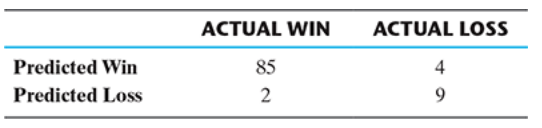 ACTUAL WIN ACTUAL LOSS
Predicted Win 85 4
Predicted Loss 2 9